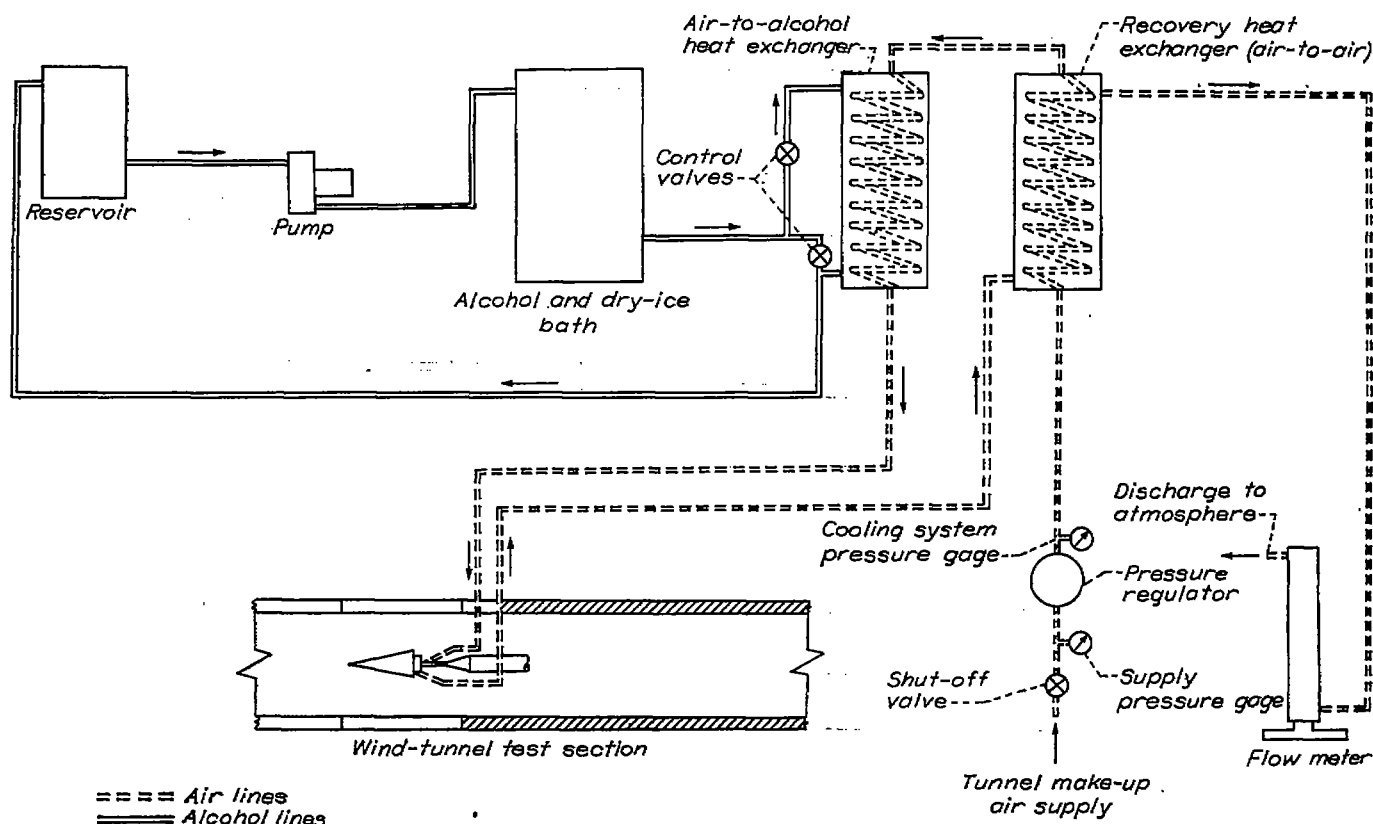 Air-to-alcohol
heat exchanger
Recovery heat
exchanger (air-to-air)
Control
valves
Reservoir
Pump
Alcohol and dry-ice
bath
Cooling system
pressure gage
Discharge to
atmosphere
Pressure
regulator
Shut-off
valve
Supply
pressure gage
Wind-tunnel test section
Flow meter
Tunnel make-up
air supply
Air lines
Alcohol lines